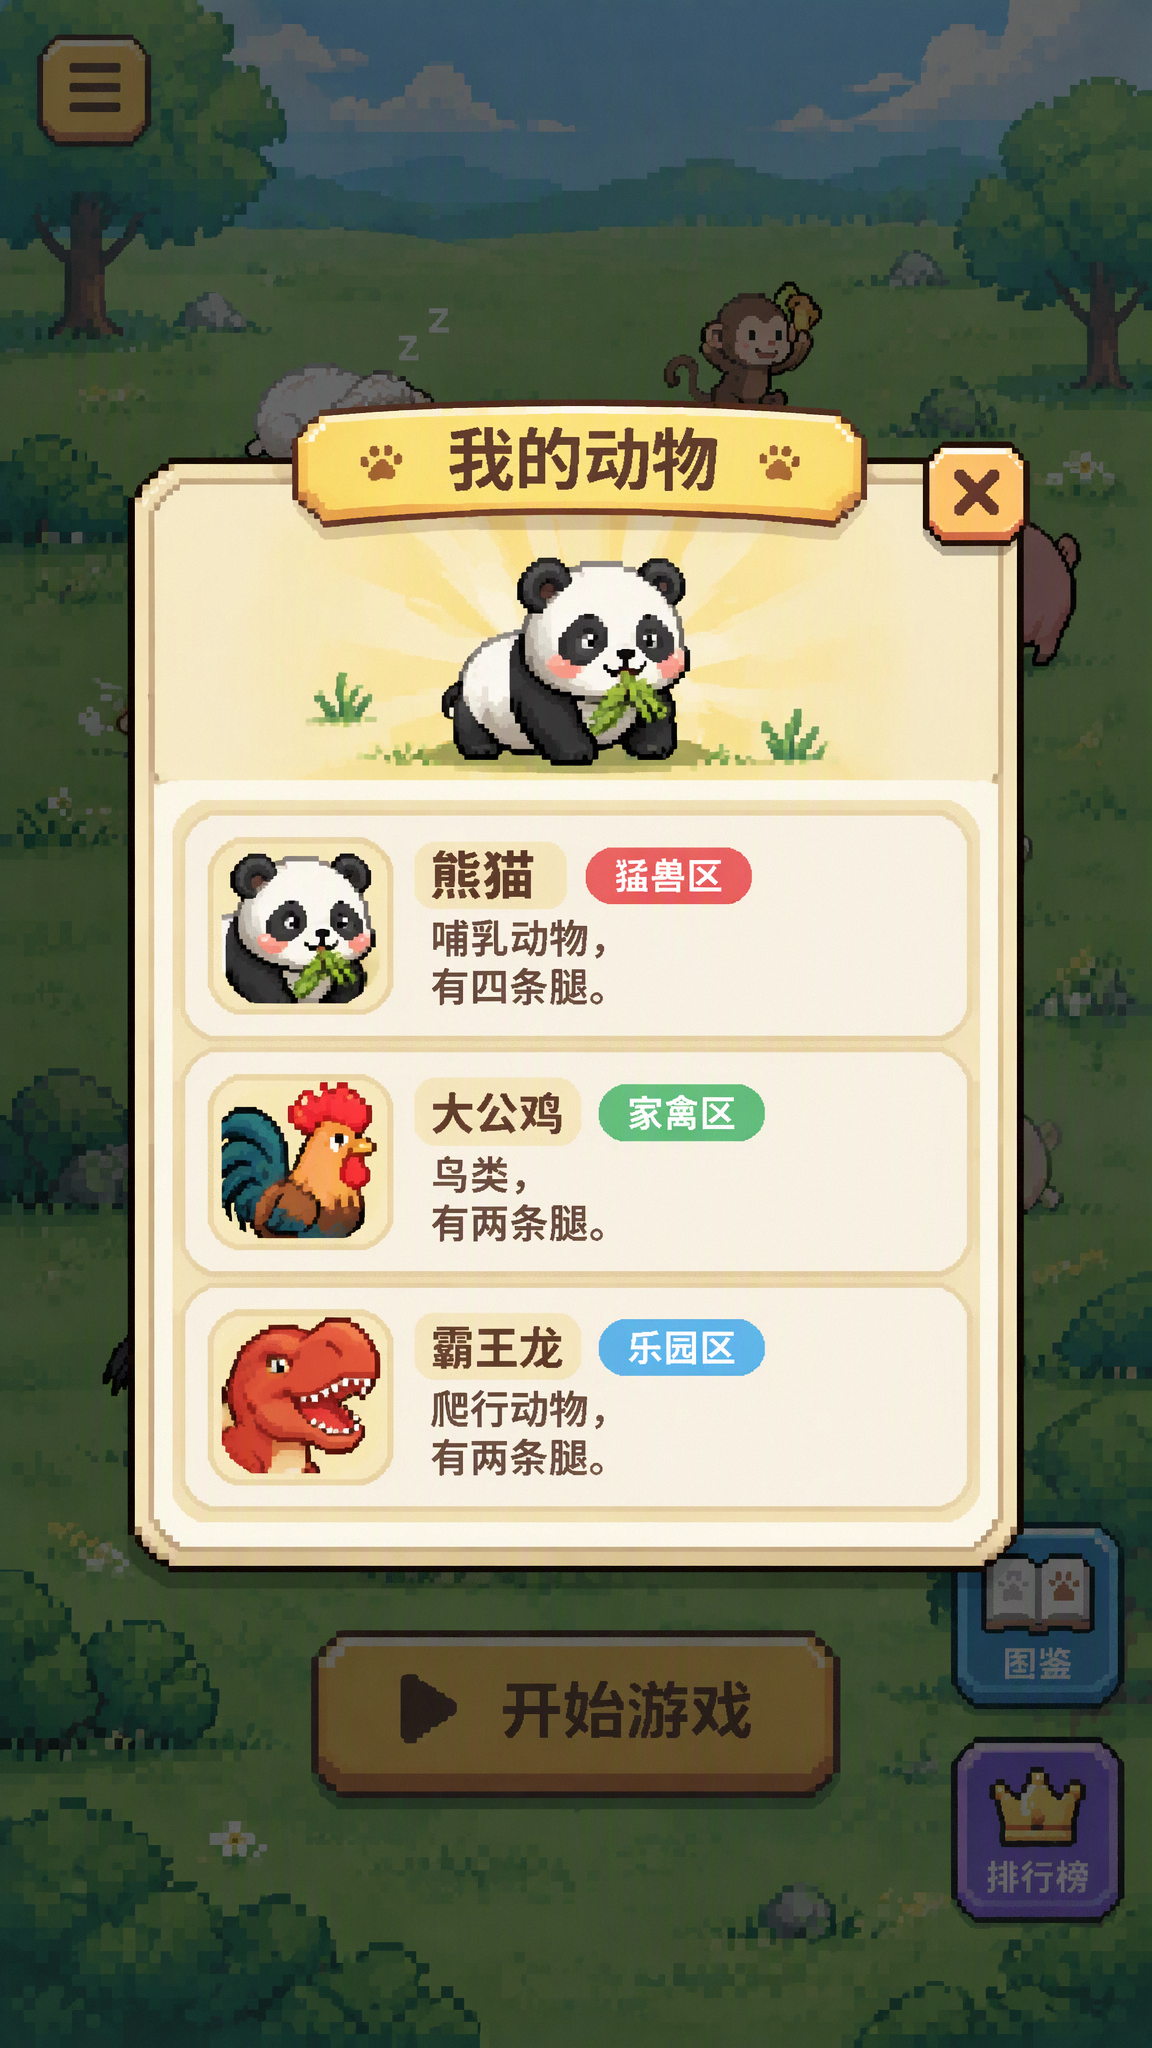 Z
Z
我的动物
熊猫 猛兽区
哺乳动物，
有四条腿。
大公鸡 家禽区
鸟类，
有两条腿。
霸王龙 乐园区
爬行动物，
有两条腿。
图鉴
开始游戏
排行榜